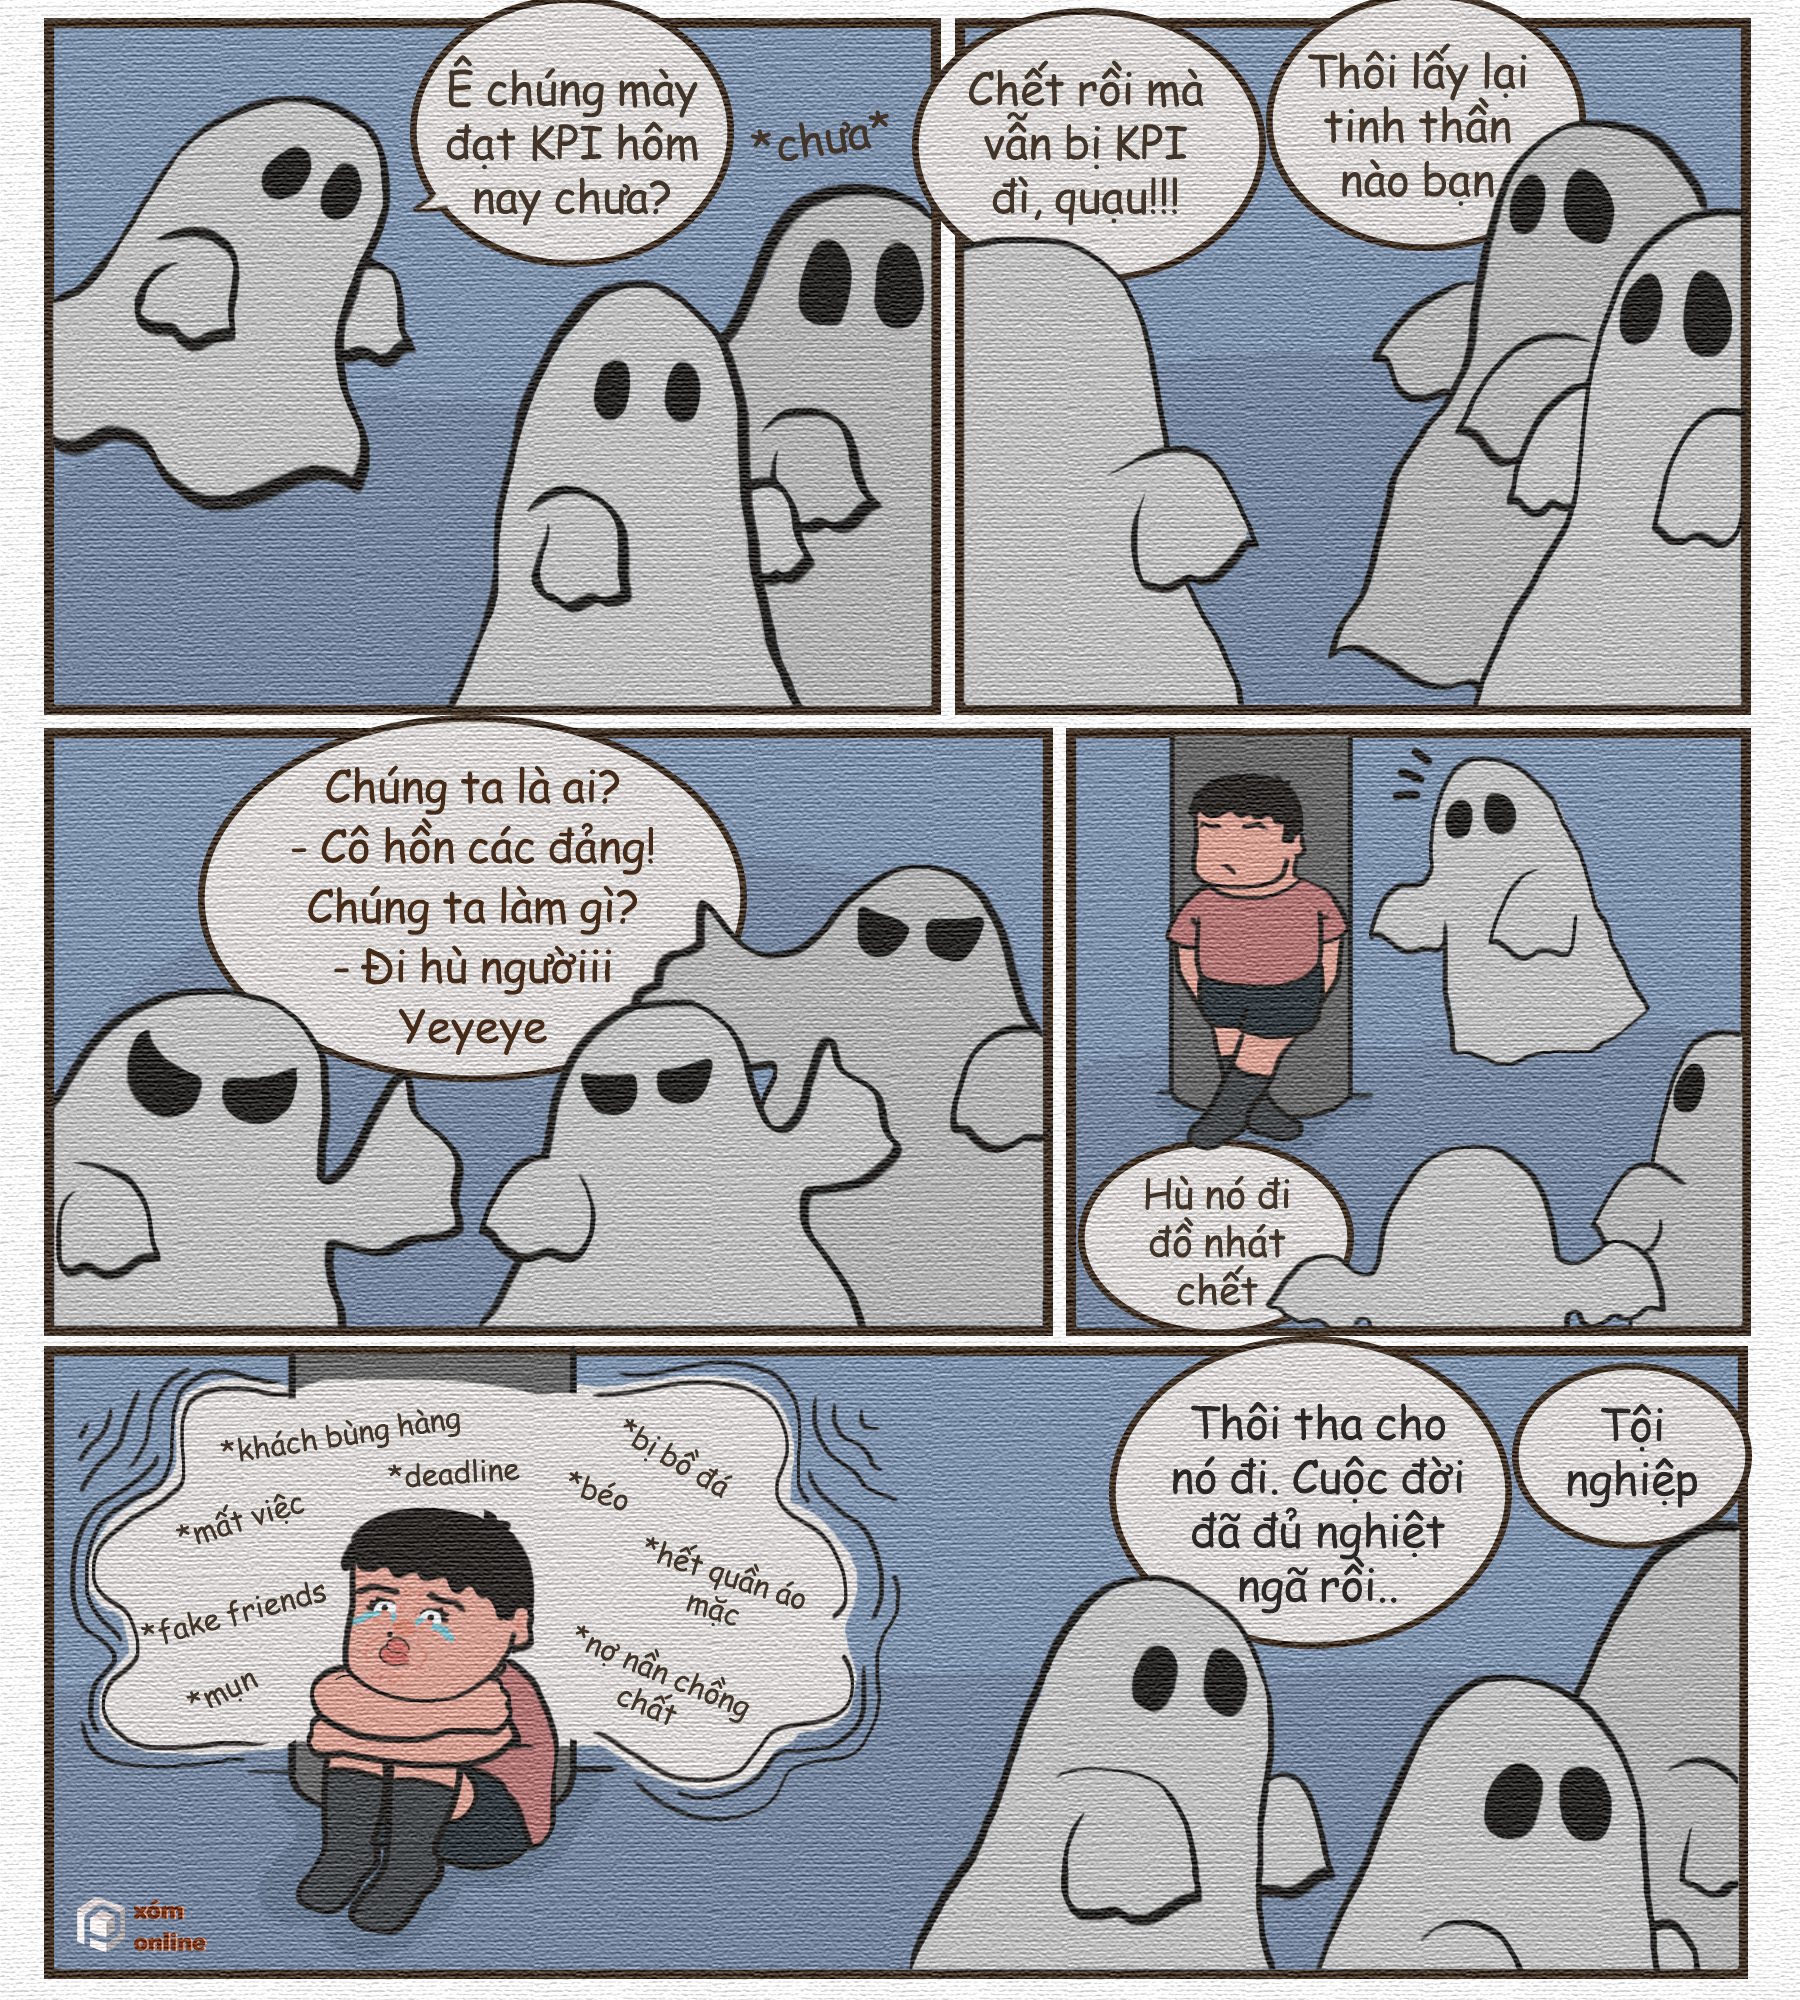 Ê chúng mày
đạt KPI hôm
nay chưa?
*chưa*
Chết rồi mà
vẫn bị KPI
đì, quạu!!!
Thôi lấy lại
tinh thần
nào bạn
Chúng ta là ai?
- Cô hồn các đảng!
Chúng ta làm gì?
- Đi hù ngườiii
Yeyeye
Hù nó đi
đồ nhát
chết
*khách bùng hàng
*deadline
*mất việc
*fake friends
*mụn
*bị bồ đá
*béo
*hết quần áo
mặc
*nợ nần chồng
chất
Thôi tha cho
nó đi. Cuộc đời
đã đủ nghiệt
ngã rồi..
Tội
nghiệp
xóm
online